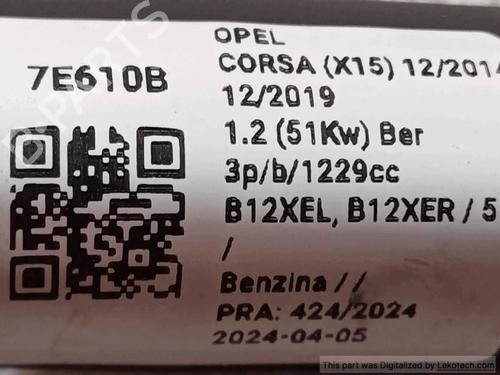 OPEL
7E610B
CORSA (X15) 12/2014
12/2019
1.2 (51Kw) Ber
3p/b/1229cc
B12XEL, B12XER / 5
/
Benzina / /
PRA: 424/2024
2024-04-05
This part was Digitalized by Lekotech.com